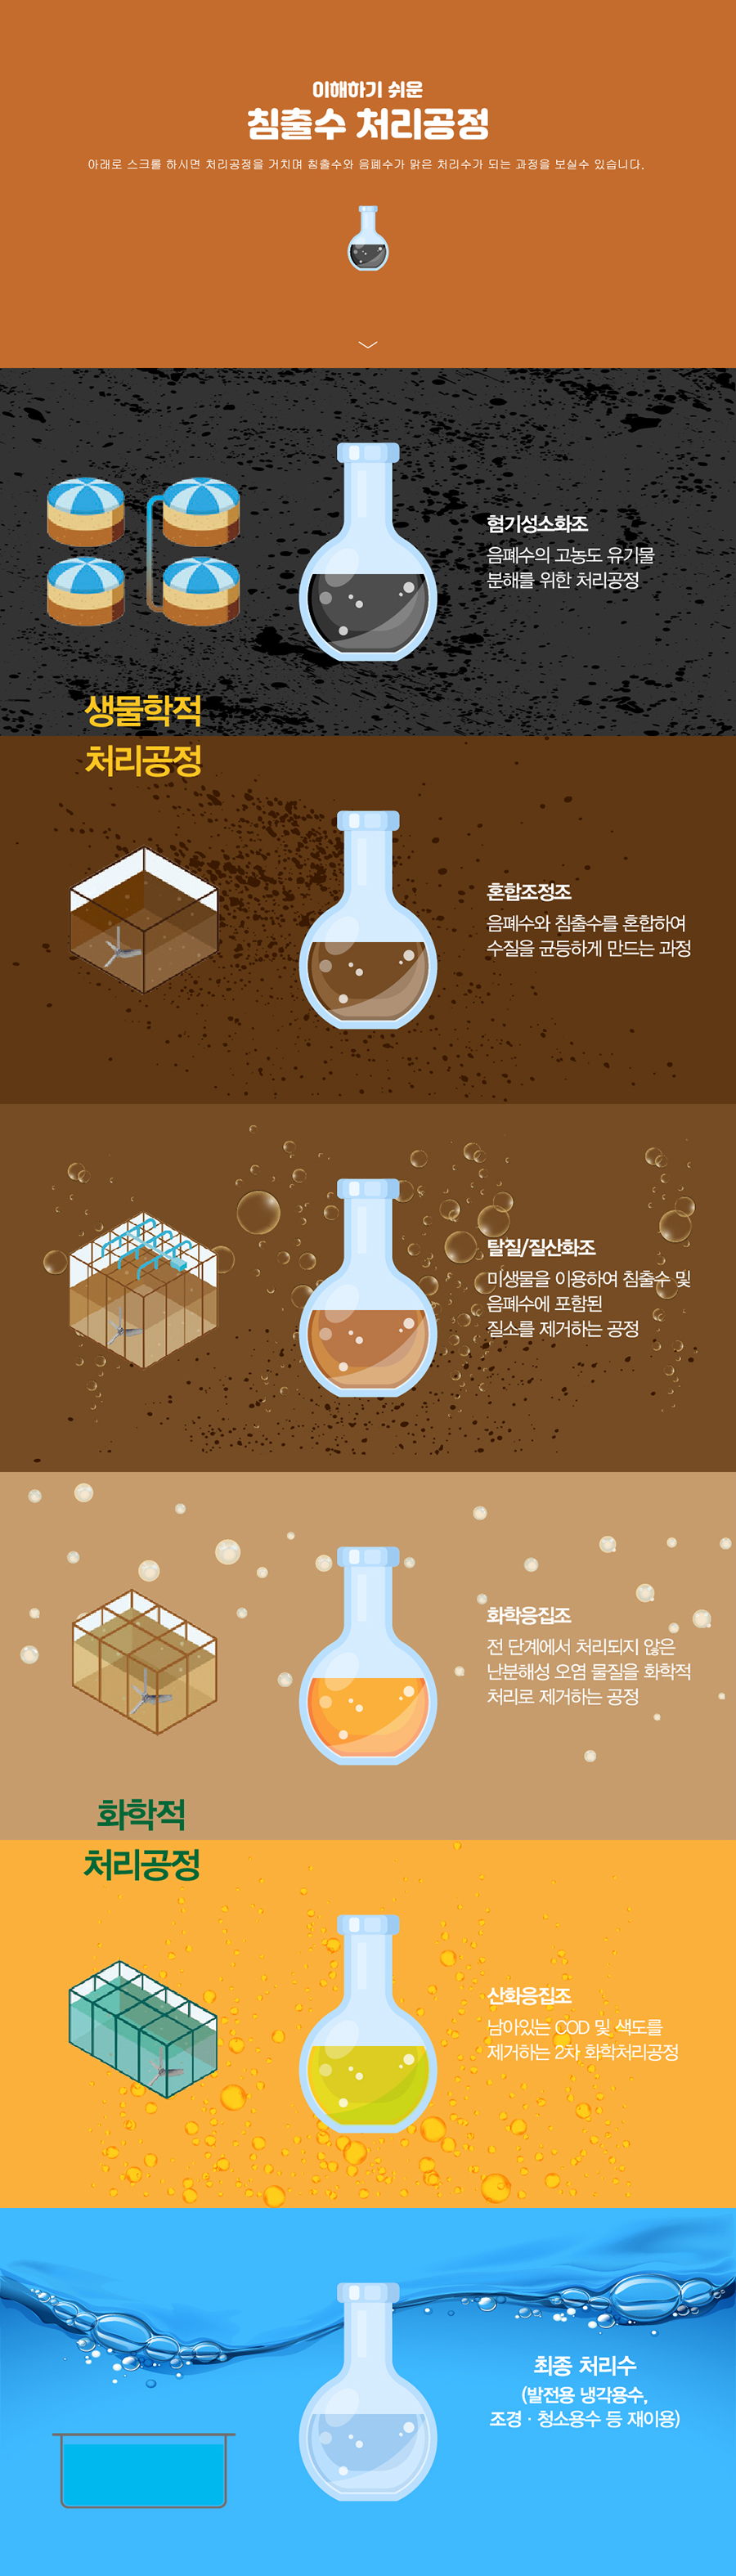 이해하기 쉬운
침출수 처리공정
아래로 스크롤 하시면 처리공정을 거치며 침출수와 음폐수가 맑은 처리수가 되는 과정을 보실수 있습니다.
혐기성소화조
음폐수의 고농도 유기물
분해를 위한 처리공정
생물학적
처리공정
혼합조정조
음폐수와 침출수를 혼합하여
수질을 균등하게 만드는 과정
탈질/질산화조
미생물을 이용하여 침출수 및
음폐수에 포함된
질소를 제거하는 공정
화학응집조
전 단계에서 처리되지 않은
난분해성 오염 물질을 화학적
처리로 제거하는 공정
화학적
처리공정
산화응집조
남아있는 COD 및 색도를
제거하는 2차 화학처리공정
최종 처리수
(발전용 냉각용수,
조경 · 청소용수 등 재이용)